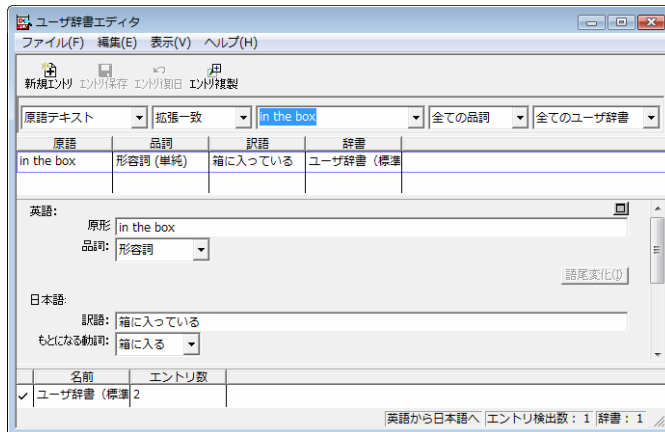 ユーザ辞書エディタ
ファイル(F) 編集(E) 表示(V) ヘルプ(H)
新規エントリ エントリ保存 エントリ復旧 エントリ複製
原語テキスト 拡張一致 in the box 全ての品詞 全てのユーザ辞書
原語 品詞 訳語 辞書
in the box 形容詞 (単純) 箱に入っている ユーザ辞書（標準
英語:
原形 in the box
品詞: 形容詞
語尾変化(I)
日本語:
訳語: 箱に入っている
もとになる動詞: 箱に入る
名前 エントリ数
✓ ユーザ辞書（標準 2
英語から日本語へ エントリ検出数： 1 辞書： 1